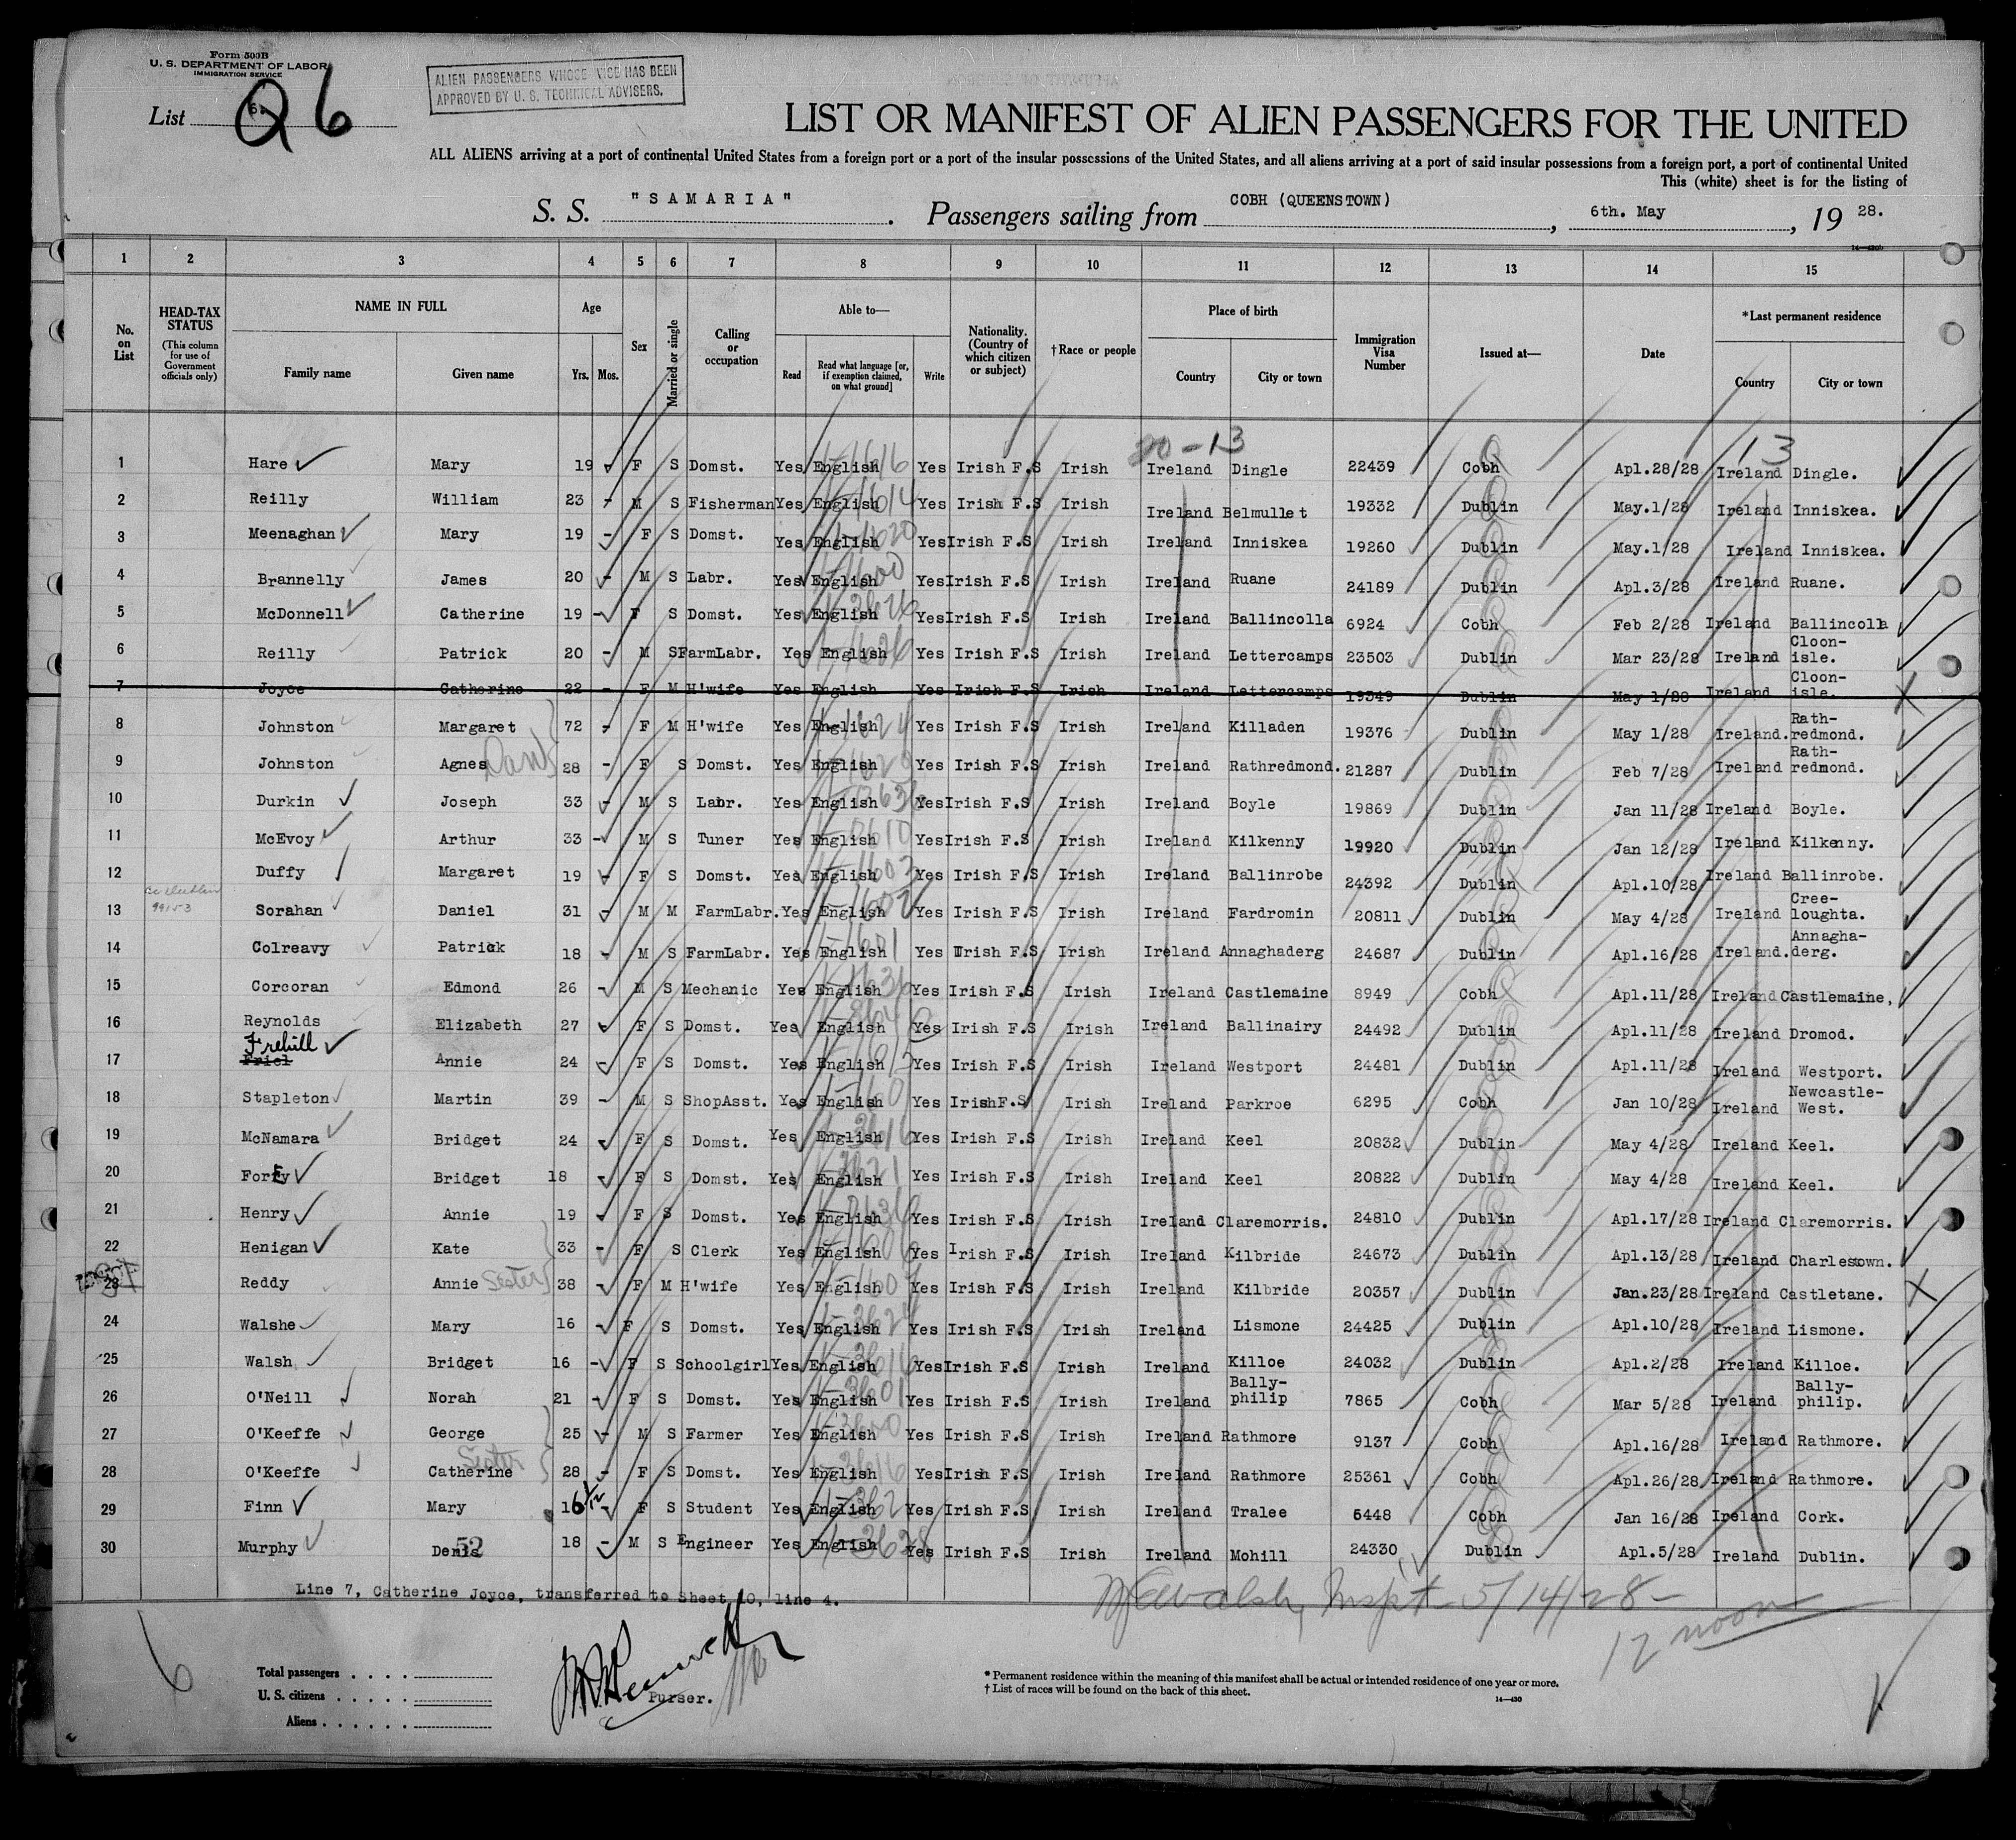 Form 500B
U. S. DEPARTMENT OF LABOR
IMMIGRATION SERVICE
ALIEN PASSENGERS WHOSE VISE HAS BEEN
APPROVED BY U. S. TECHNICAL ADVISERS.
List 6. Q 6
LIST OR MANIFEST OF ALIEN PASSENGERS FOR THE UNITED
ALL ALIENS arriving at a port of continental United States from a foreign port or a port of the insular possessions of the United States, and all aliens arriving at a port of said insular possessions from a foreign port, a port of continental United
This (white) sheet is for the listing of
S. S. "SAMARIA". Passengers sailing from COBH (QUEENSTOWN), 6th. May, 19 28.
14—430b
1 2 3 4 5 6 7 8 9 10 11 12 13 14 15
No. on List
HEAD-TAX STATUS (This column for use of Government officials only)
NAME IN FULL Family name Given name
Age Yrs. Mos.
Sex
Married or single
Calling or occupation
Able to— Read Read what language [or, if exemption claimed, on what ground] Write
Nationality. (Country of which citizen or subject)
†Race or people
Place of birth Country City or town
Immigration Visa Number
Issued at—
Date
*Last permanent residence Country City or town
20-13 13
1 Hare Mary 19 F S Domst. Yes English Yes Irish F.S Irish Ireland Dingle 22439 Cobh Apl.28/28 Ireland Dingle.
2 Reilly William 23 - M S Fisherman Yes English Yes Irish F.S Irish Ireland Belmullet 19332 Dublin May.1/28 Ireland Inniskea.
3 Meenaghan Mary 19 - F S Domst. Yes English Yes Irish F.S Irish Ireland Inniskea 19260 Dublin May.1/28 Ireland Inniskea.
4 Brannelly James 20 - M S Labr. Yes English Yes Irish F.S Irish Ireland Ruane 24189 Dublin Apl.3/28 Ireland Ruane.
5 McDonnell Catherine 19 - F S Domst. Yes English Yes Irish F.S Irish Ireland Ballincolla 6924 Cobh Feb 2/28 Ireland Ballincolla
6 Reilly Patrick 20 - M S FarmLabr. Yes English Yes Irish F.S Irish Ireland Lettercamps 23503 Dublin Mar 23/28 Ireland Cloon-isle.
7 Joyce Catherine 22 - F M H'wife Yes English Yes Irish F.S Irish Ireland Lettercamps 19349 Dublin May 1/28 Ireland Cloon-isle.
8 Johnston Margaret 72 - F M H'wife Yes English Yes Irish F.S Irish Ireland Killaden 19376 Dublin May 1/28 Ireland. Rath-redmond.
9 Johnston Agnes 28 - F S Domst. Yes English Yes Irish F.S Irish Ireland Rathredmond. 21287 Dublin Feb 7/28 Ireland Rath-redmond.
10 Durkin Joseph 33 - M S Labr. Yes English Yes Irish F.S Irish Ireland Boyle 19869 Dublin Jan 11/28 Ireland Boyle.
11 McEvoy Arthur 33 - M S Tuner Yes English Yes Irish F.S Irish Ireland Kilkenny 19920 Dublin Jan 12/28 Ireland Kilkenny.
12 Duffy Margaret 19 - F S Domst. Yes English Yes Irish F.S Irish Ireland Ballinrobe 24392 Dublin Apl.10/28 Ireland Ballinrobe.
13 99153 Sorahan Daniel 31 - M M FarmLabr. Yes English Yes Irish F.S Irish Ireland Fardromin 20811 Dublin May 4/28 Ireland Cree-loughta.
14 Colreavy Patrick 18 - M S FarmLabr. Yes English Yes Irish F.S Irish Ireland Annaghaderg 24687 Dublin Apl.16/28 Ireland. Annagha-derg.
15 Corcoran Edmond 26 - M S Mechanic Yes English Yes Irish F.S Irish Ireland Castlemaine 8949 Cobh Apl.11/28 Ireland Castlemaine,
16 Reynolds Elizabeth 27 - F S Domst. Yes English Yes Irish F.S Irish Ireland Ballinairy 24492 Dublin Apl.11/28 Ireland Dromod.
Frehill
17 Friel Annie 24 - F S Domst. Yes English Yes Irish F.S Irish Ireland Westport 24481 Dublin Apl.11/28 Ireland Westport.
18 Stapleton Martin 39 - M S ShopAsst. Yes English Yes Irish F.S Irish Ireland Parkroe 6295 Cobh Jan 10/28 Ireland Newcastle-West.
19 McNamara Bridget 24 - F S Domst. Yes English Yes Irish F.S Irish Ireland Keel 20832 Dublin May 4/28 Ireland Keel.
20 Bridget 18 - F S Domst. Yes English Yes Irish F.S Irish Ireland Keel 20822 Dublin May 4/28 Ireland Keel.
21 Henry Annie 19 - F S Domst. Yes English Yes Irish F.S Irish Ireland Claremorris. 24810 Dublin Apl.17/28 Ireland Claremorris.
22 Henigan Kate 33 - F S Clerk Yes English Yes Irish F.S Irish Ireland Kilbride 24673 Dublin Apl.13/28 Ireland Charlestown.
23 Reddy Annie Sister 38 - F M H'wife Yes English Yes Irish F.S Irish Ireland Kilbride 20357 Dublin Jan.23/28 Ireland Castletane.
24 Walshe Mary 16 - F S Domst. Yes English Yes Irish F.S Irish Ireland Lismone 24425 Dublin Apl.10/28 Ireland Lismone.
25 Walsh Bridget 16 - F S Schoolgirl Yes English Yes Irish F.S Irish Ireland Killoe 24032 Dublin Apl.2/28 Ireland Killoe.
26 O'Neill Norah 21 - F S Domst. Yes English Yes Irish F.S Irish Ireland Bally-philip 7865 Cobh Mar 5/28 Ireland Bally-philip.
27 O'Keeffe George 25 - M S Farmer Yes English Yes Irish F.S Irish Ireland Rathmore 9137 Cobh Apl.16/28 Ireland Rathmore.
Sister
28 O'Keeffe Catherine 28 - F S Domst. Yes English Yes Irish F.S Irish Ireland Rathmore 25361 Cobh Apl.26/28 Ireland Rathmore.
29 Finn Mary 16 1/12 F S Student Yes English Yes Irish F.S Irish Ireland Tralee 6448 Cobh Jan 16/28 Ireland Cork.
30 Murphy Denis 52 18 - M S Engineer Yes English Yes Irish F.S Irish Ireland Mohill 24330 Dublin Apl.5/28 Ireland Dublin.
Line 7, Catherine Joyce, transferred to Sheet 10, line 4.
Walsh, Inspt - 5/14/28 -
12 noon
6
Total passengers . . . .
U. S. citizens . . . . .
Aliens . . . . . .
Purser.
* Permanent residence within the meaning of this manifest shall be actual or intended residence of one year or more.
† List of races will be found on the back of this sheet.
14—430